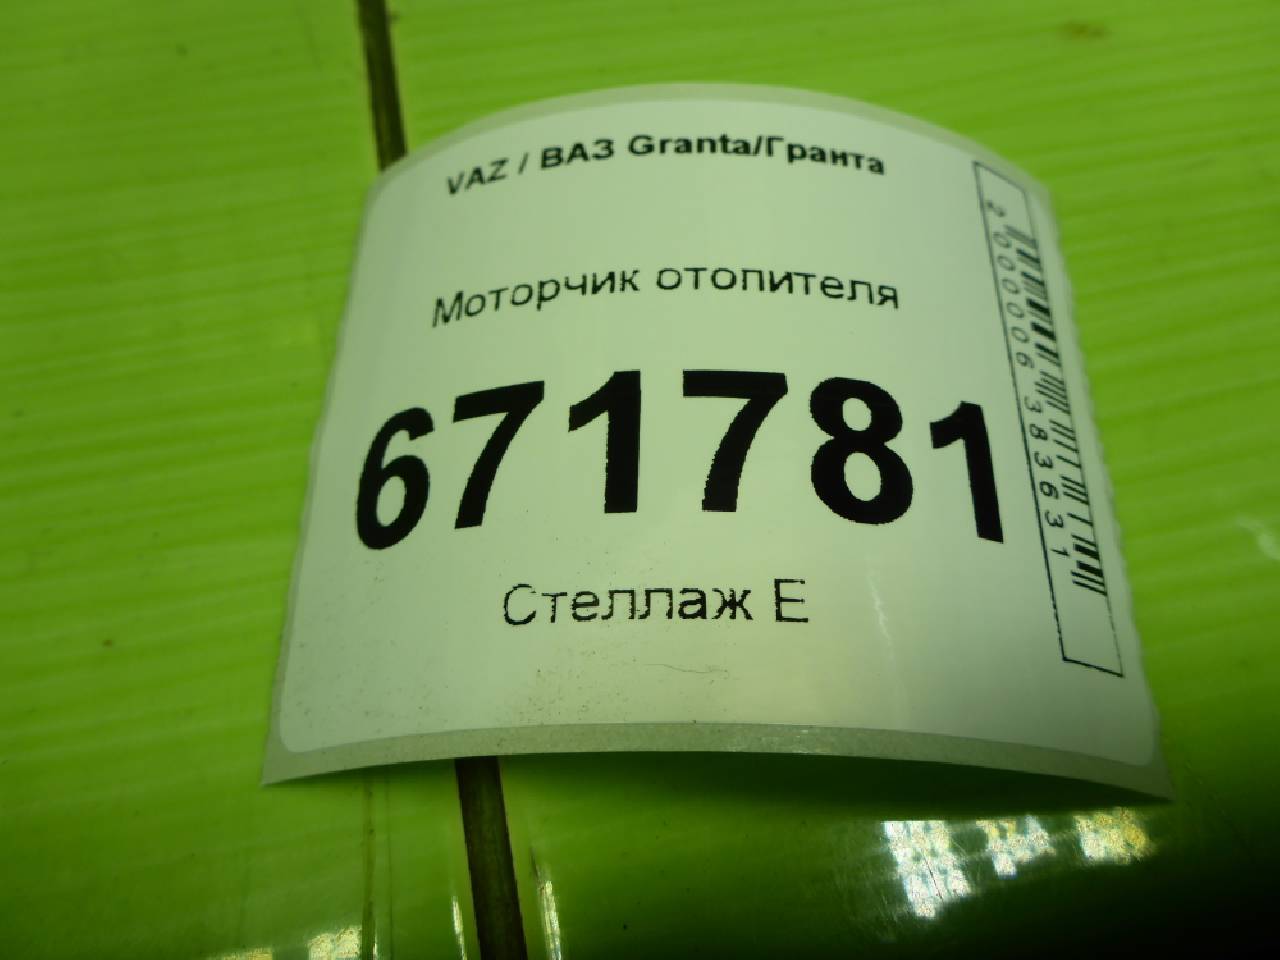 VAZ / ВАЗ Granta/Гранта
Моторчик отопителя
671781
Стеллаж Е
2000006383631